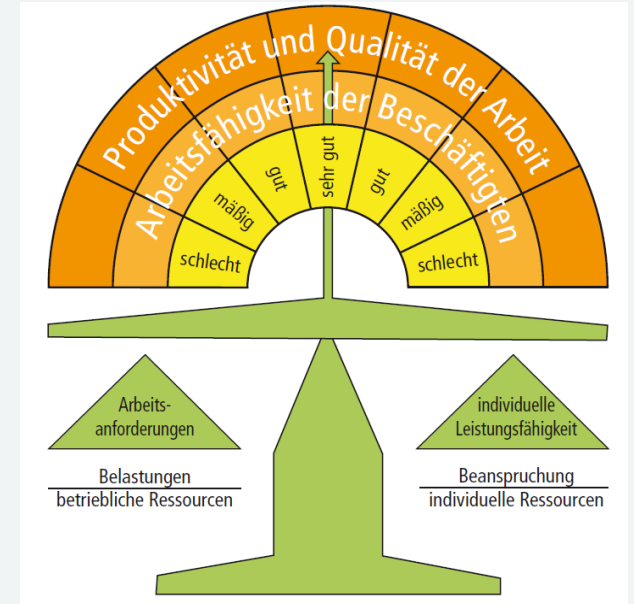 Produktivität und Qualität der Arbeit
Arbeitsfähigkeit der Beschäftigten
schlecht
mäßig
gut
sehr gut
gut
mäßig
schlecht
Arbeits-
anforderungen
Belastungen
betriebliche Ressourcen
individuelle
Leistungsfähigkeit
Beanspruchung
individuelle Ressourcen